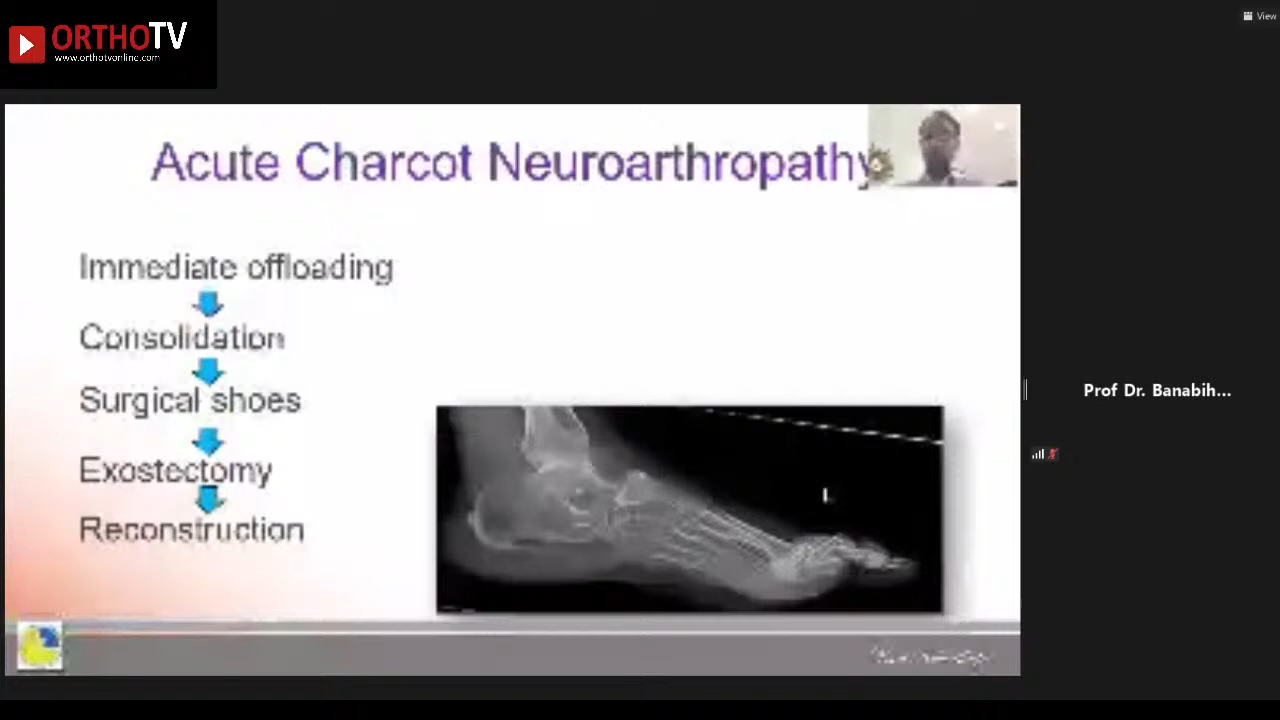 ORTHOTV
www.orthotvonline.com
View
Acute Charcot Neuroarthropathy
Immediate offloading
Consolidation
Surgical shoes
Exostectomy
Reconstruction
L
Prof Dr. Banabih...